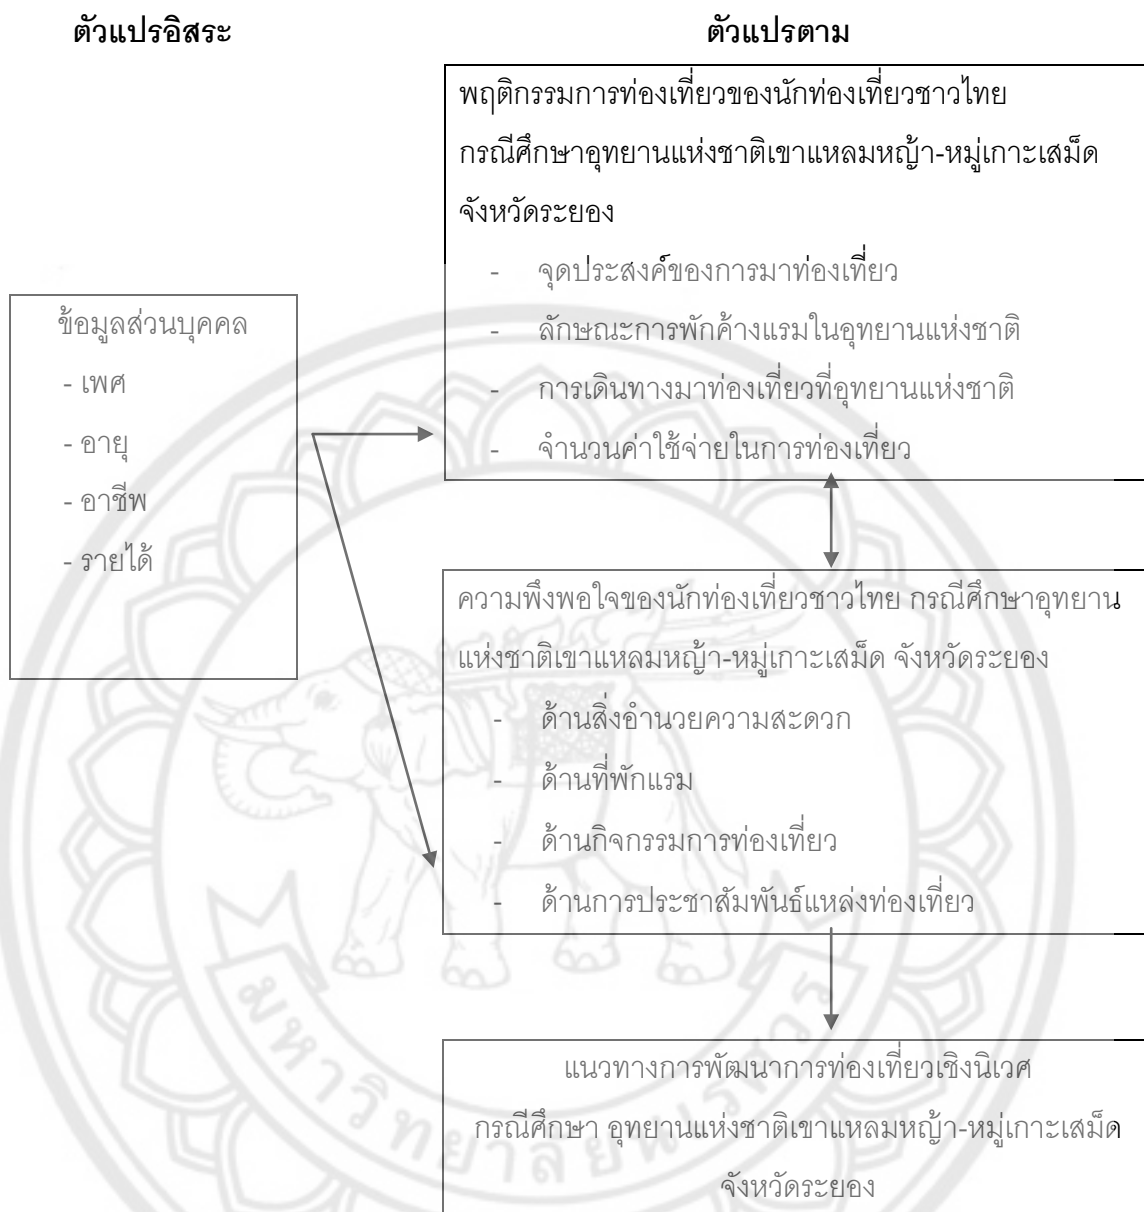 ตัวแปรอิสระ
ตัวแปรตาม
พฤติกรรมการท่องเที่ยวของนักท่องเที่ยวชาวไทย
กรณีศึกษาอุทยานแห่งชาติเขาแหลมหญ้า-หมู่เกาะเสม็ด
จังหวัดระยอง
- จุดประสงค์ของการมาท่องเที่ยว
- ลักษณะการพักค้างแรมในอุทยานแห่งชาติ
- การเดินทางมาท่องเที่ยวที่อุทยานแห่งชาติ
- จำนวนค่าใช้จ่ายในการท่องเที่ยว
ข้อมูลส่วนบุคคล
- เพศ
- อายุ
- อาชีพ
- รายได้
ความพึงพอใจของนักท่องเที่ยวชาวไทย กรณีศึกษาอุทยาน
แห่งชาติเขาแหลมหญ้า-หมู่เกาะเสม็ด จังหวัดระยอง
- ด้านสิ่งอำนวยความสะดวก
- ด้านที่พักแรม
- ด้านกิจกรรมการท่องเที่ยว
- ด้านการประชาสัมพันธ์แหล่งท่องเที่ยว
แนวทางการพัฒนาการท่องเที่ยวเชิงนิเวศ
กรณีศึกษา อุทยานแห่งชาติเขาแหลมหญ้า-หมู่เกาะเสม็ด
จังหวัดระยอง
มหาวิทยาลัยนเรศวร